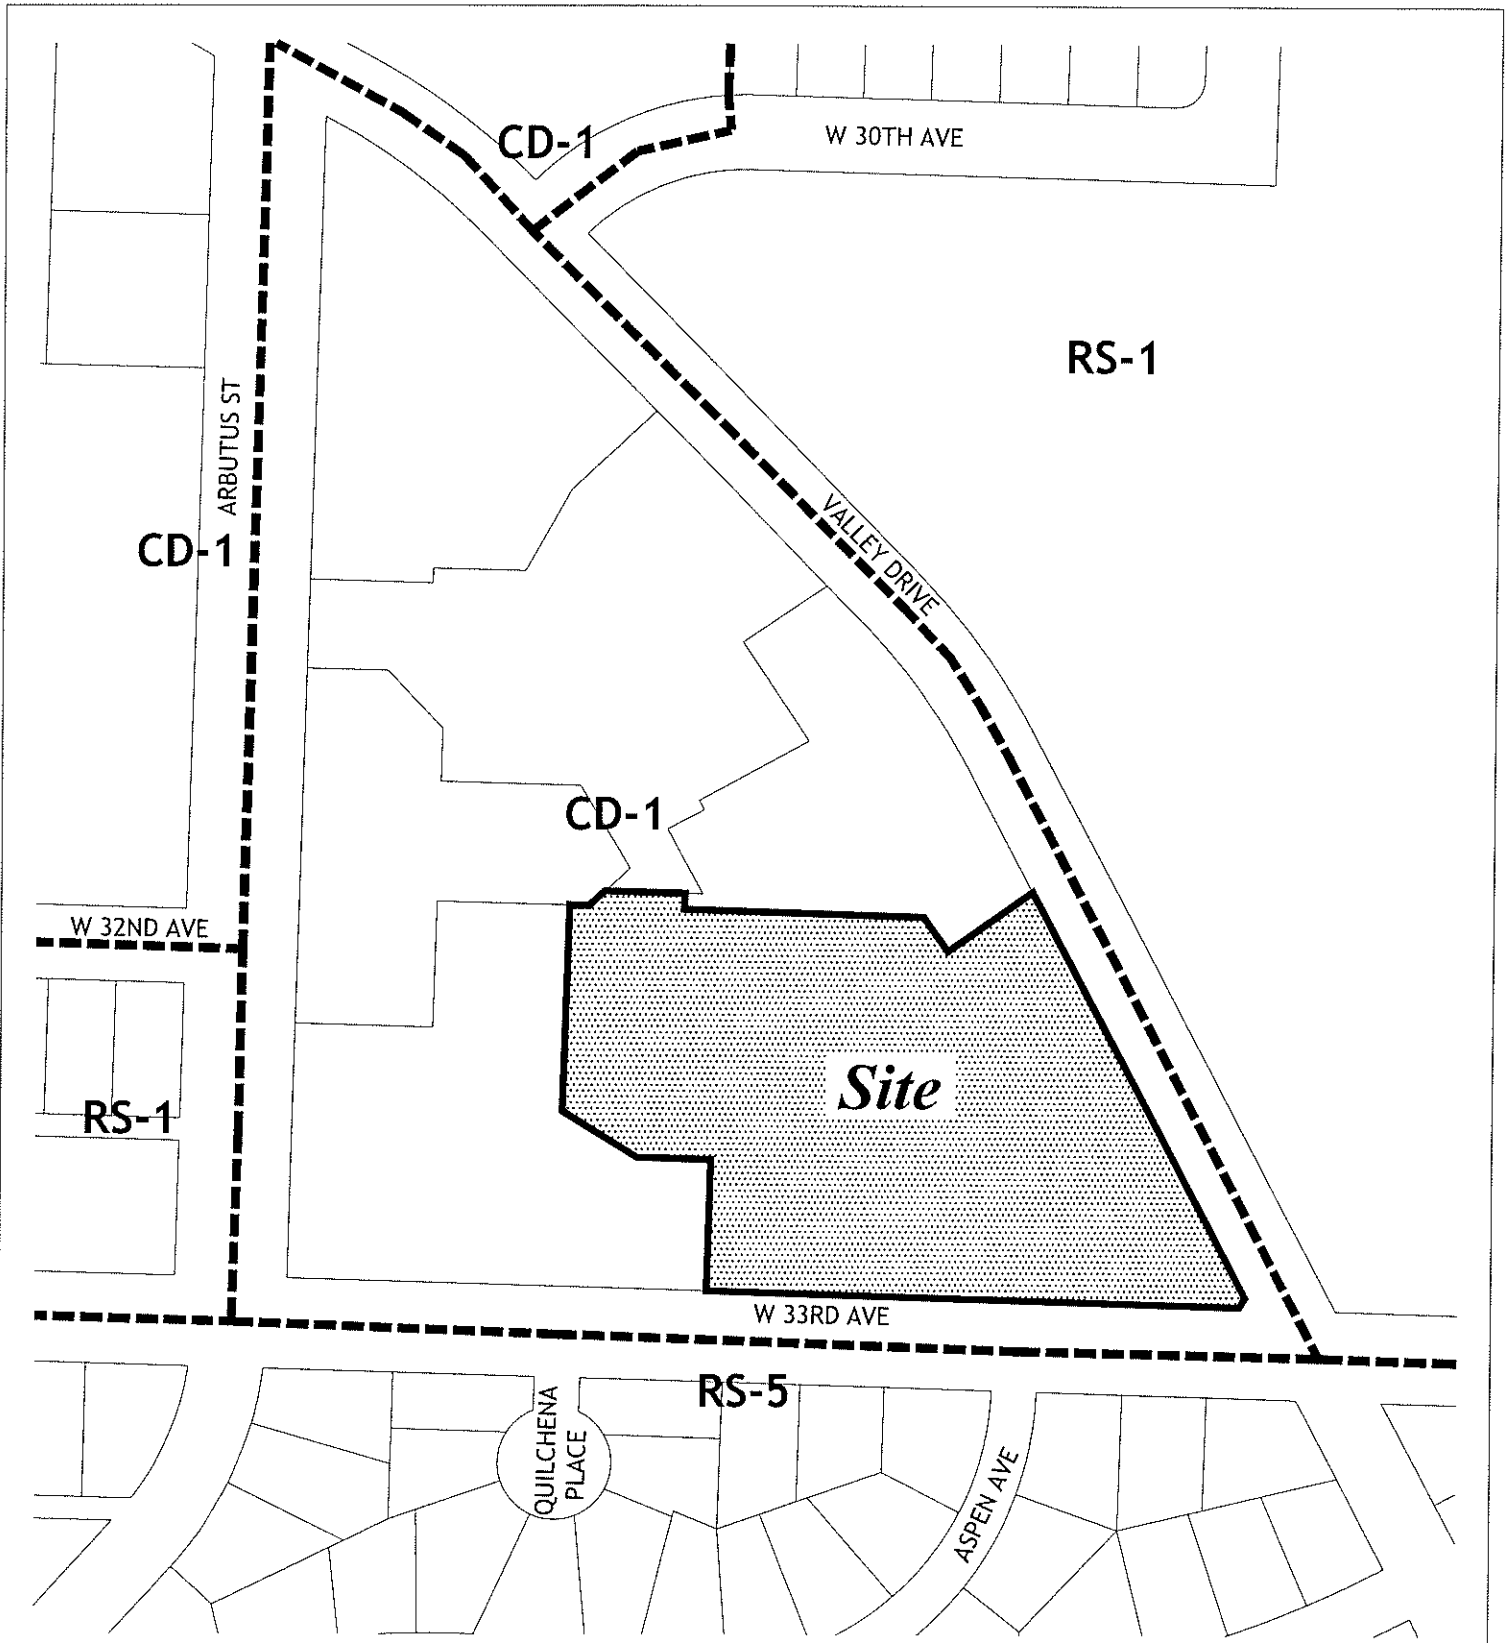 CD-1
W 30TH AVE
RS-1
ARBUTUS ST
VALLEY DRIVE
CD-1
CD-1
W 32ND AVE
Site
RS-1
W 33RD AVE
RS-5
QUILCHENA
PLACE
ASPEN AVE